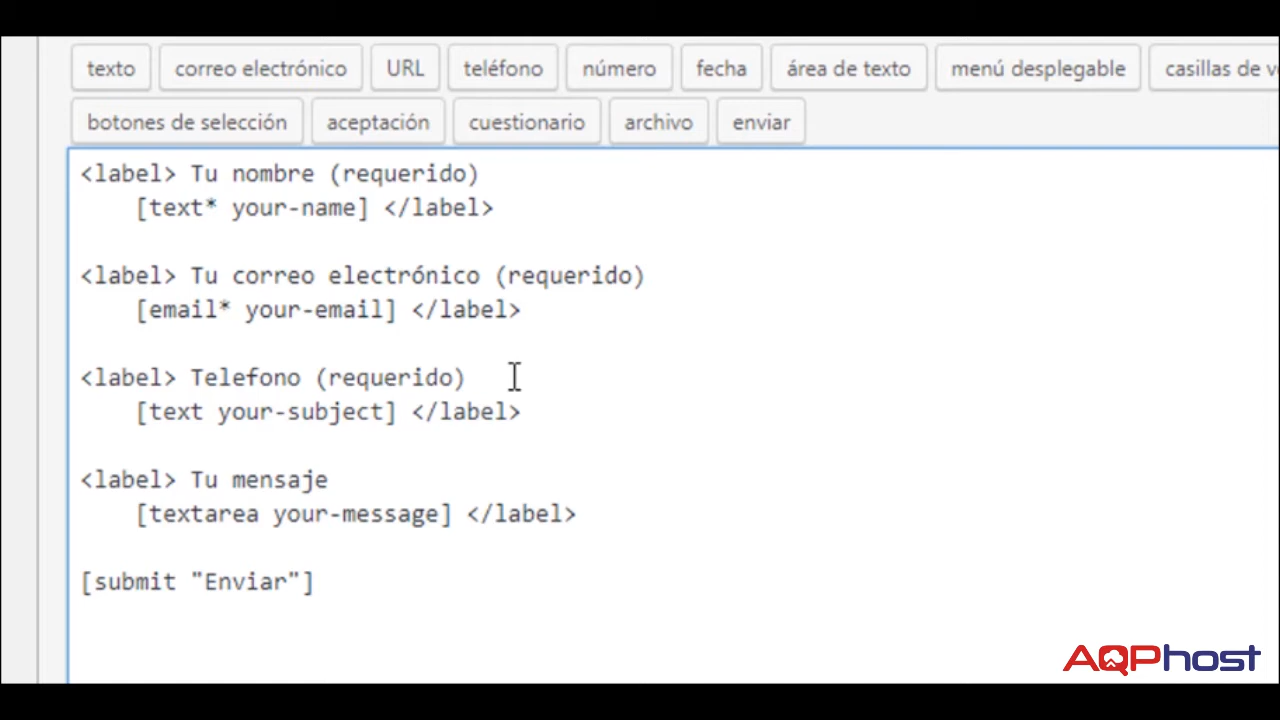 texto correo electrónico URL teléfono número fecha área de texto menú desplegable casillas de v
botones de selección aceptación cuestionario archivo enviar
<label> Tu nombre (requerido)
[text* your-name] </label>
<label> Tu correo electrónico (requerido)
[email* your-email] </label>
<label> Telefono (requerido)
[text your-subject] </label>
<label> Tu mensaje
[textarea your-message] </label>
[submit "Enviar"]
AQPhost